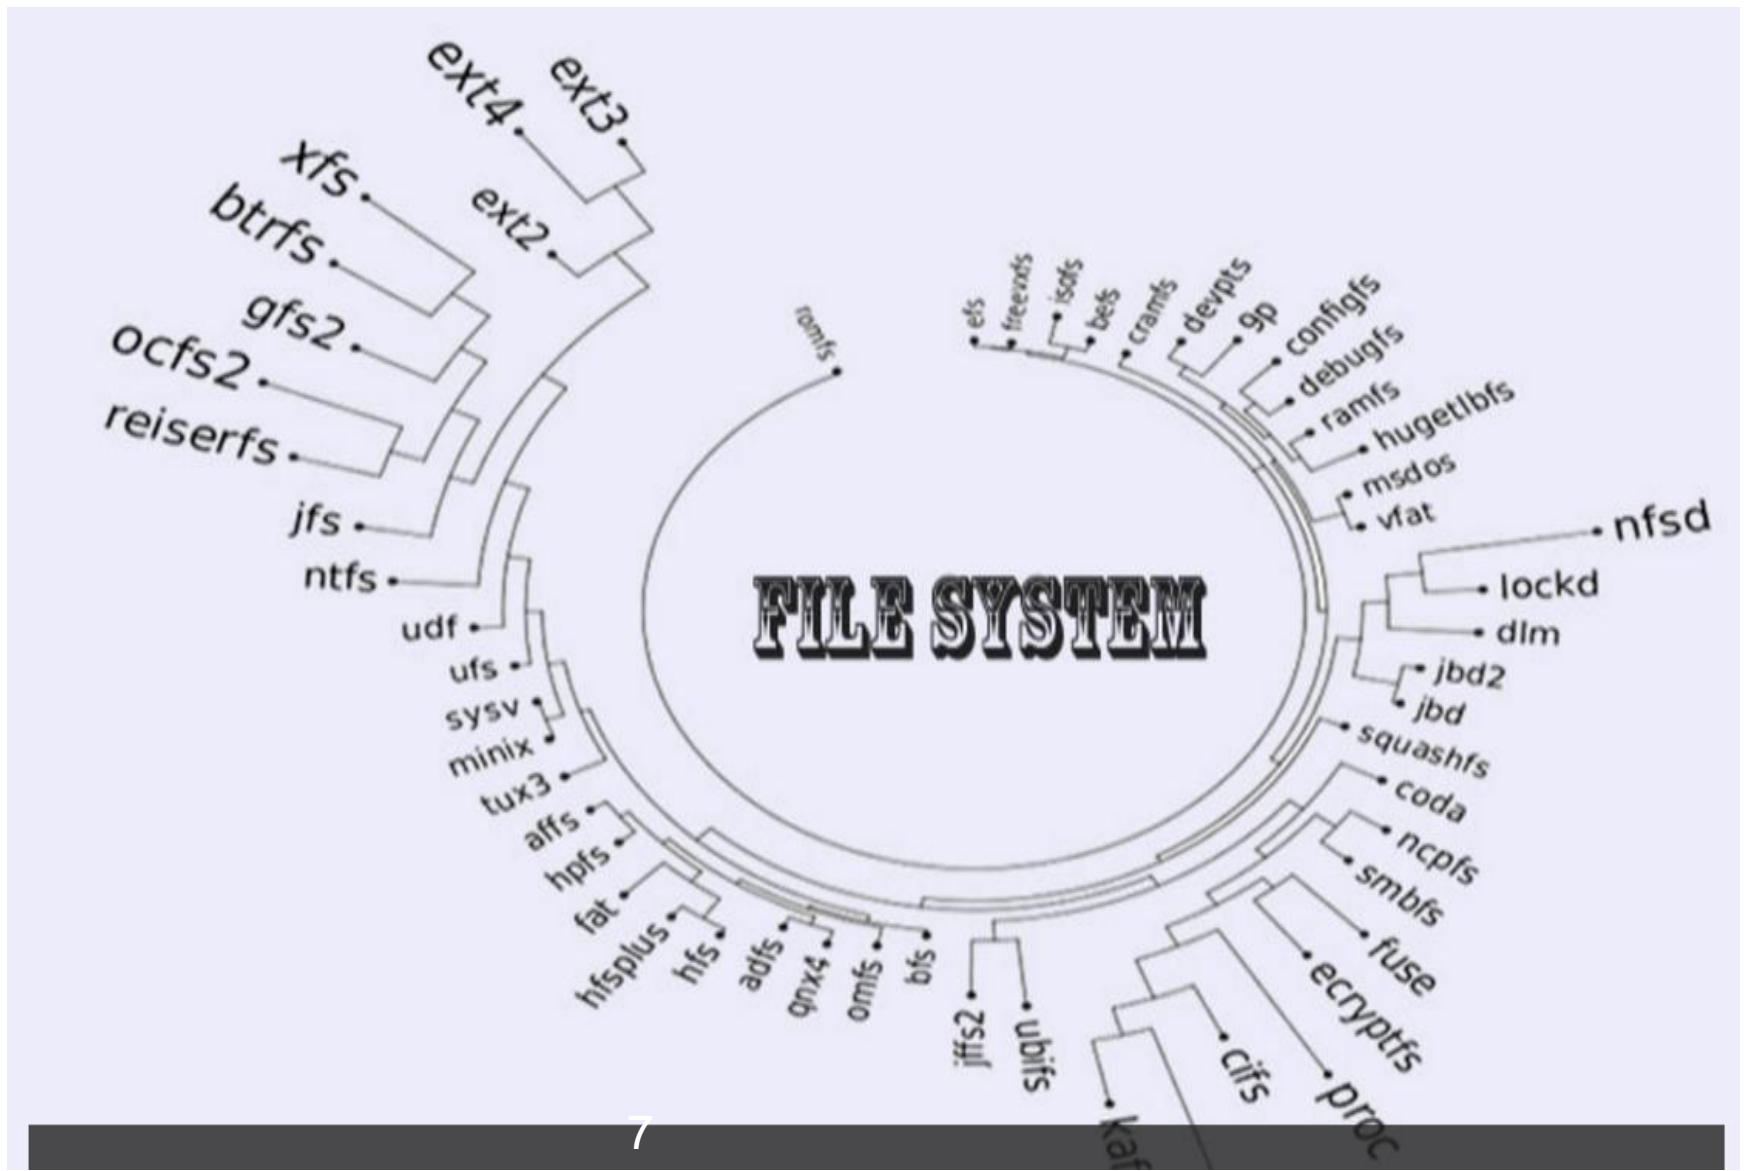 ext3
ext4
ext2
xfs
btrfs
gfs2
ocfs2
reiserfs
jfs
ntfs
udf
ufs
sysv
minix
tux3
affs
hpfs
fat
hfsplus
hfs
adfs
qnx4
omfs
bfs
jffs2
ubifs
cifs
proc
ecryptfs
fuse
smbfs
ncpfs
coda
squashfs
jbd
jbd2
dlm
lockd
nfsd
vfat
msdos
hugetlbfs
ramfs
debugfs
configfs
9p
devpts
cramfs
befs
isofs
freevxfs
efs
romfs
FILE SYSTEM
7